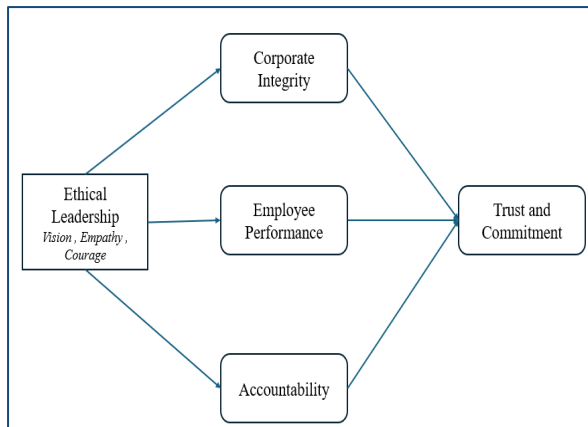 Corporate
Integrity
Ethical
Leadership
Vision , Empathy ,
Courage
Employee
Performance
Trust and
Commitment
Accountability